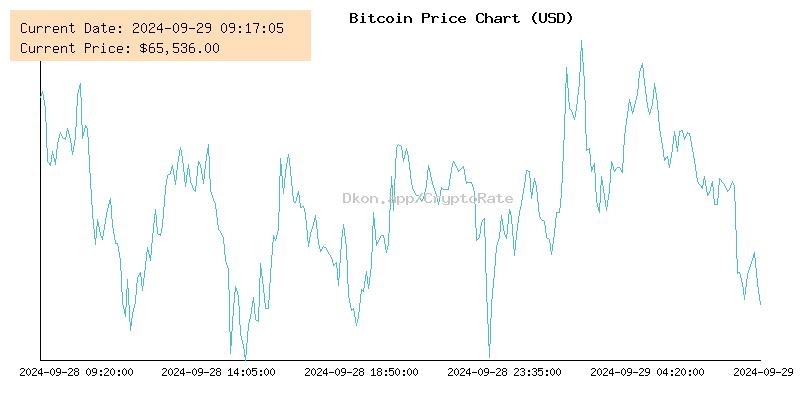 Bitcoin Price Chart (USD)
Current Date: 2024-09-29 09:17:05
Current Price: $65,536.00
Dkon.app/CryptoRate
2024-09-28 09:20:00 2024-09-28 14:05:00 2024-09-28 18:50:00 2024-09-28 23:35:00 2024-09-29 04:20:00 2024-09-29